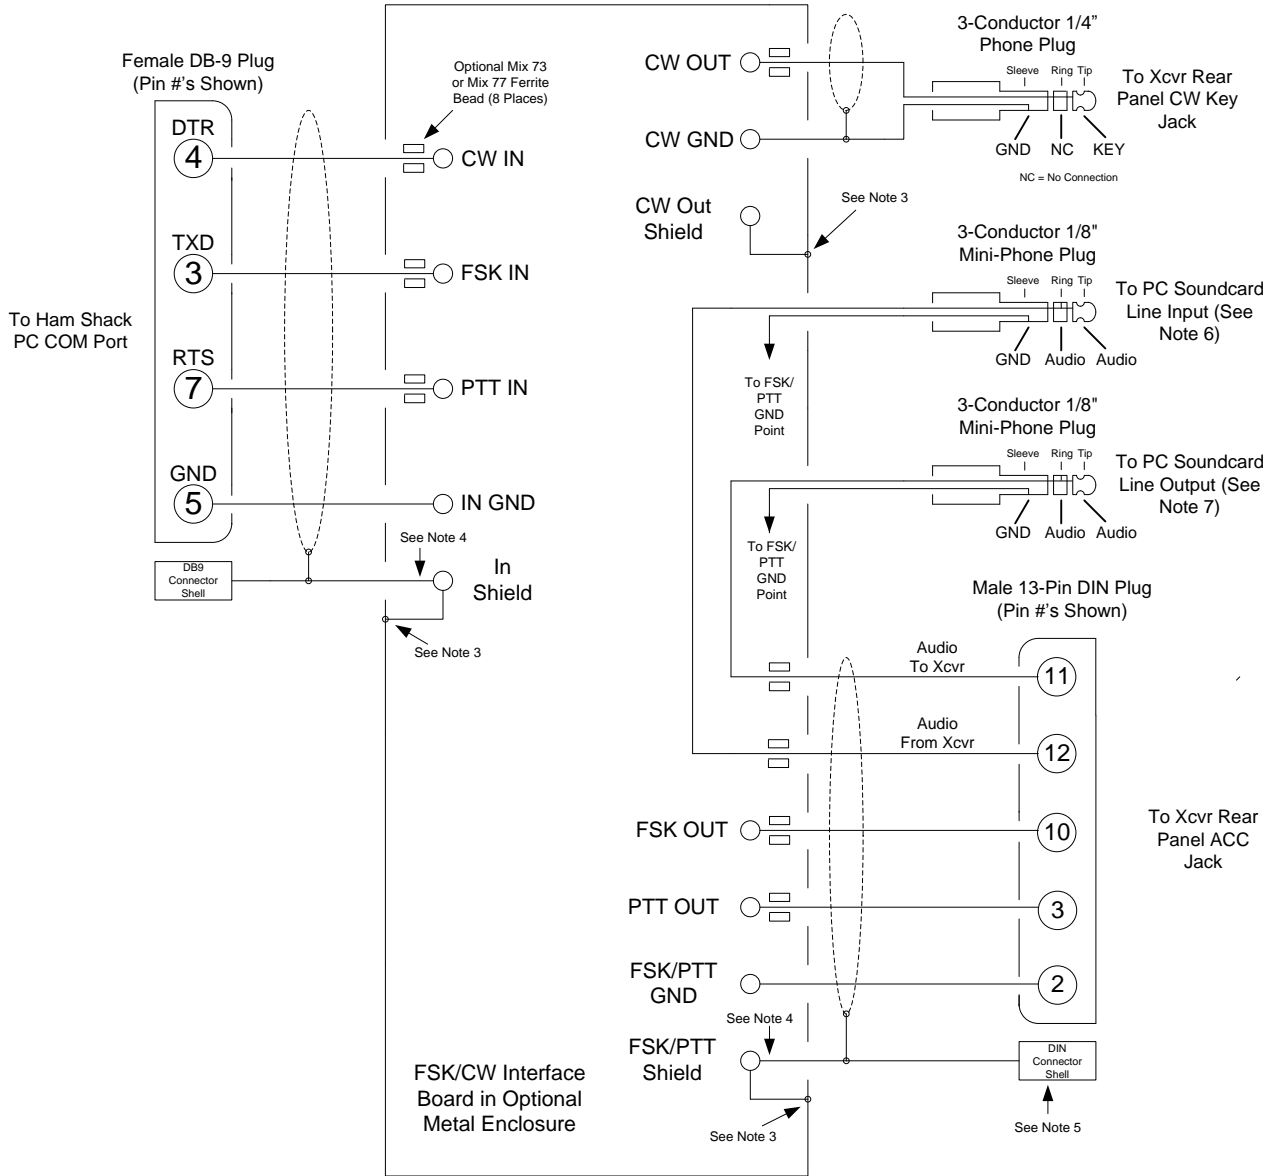 Female DB-9 Plug
(Pin #'s Shown)
DTR
4
TXD
3
RTS
7
GND
5
To Ham Shack
PC COM Port
DB9
Connector
Shell
Optional Mix 73
or Mix 77 Ferrite
Bead (8 Places)
CW IN
FSK IN
PTT IN
IN GND
See Note 4
In
Shield
See Note 3
CW OUT
CW GND
CW Out
Shield
See Note 3
3-Conductor 1/4”
Phone Plug
Sleeve Ring Tip
GND NC KEY
NC = No Connection
To Xcvr Rear
Panel CW Key
Jack
3-Conductor 1/8"
Mini-Phone Plug
Sleeve Ring Tip
GND Audio Audio
To PC Soundcard
Line Input (See
Note 6)
To FSK/
PTT
GND
Point
3-Conductor 1/8"
Mini-Phone Plug
Sleeve Ring Tip
GND Audio Audio
To PC Soundcard
Line Output (See
Note 7)
To FSK/
PTT
GND
Point
Male 13-Pin DIN Plug
(Pin #'s Shown)
Audio
To Xcvr
11
Audio
From Xcvr
12
FSK OUT
10
PTT OUT
3
FSK/PTT
GND
2
To Xcvr Rear
Panel ACC
Jack
See Note 4
FSK/PTT
Shield
See Note 3
DIN
Connector
Shell
See Note 5
FSK/CW Interface
Board in Optional
Metal Enclosure